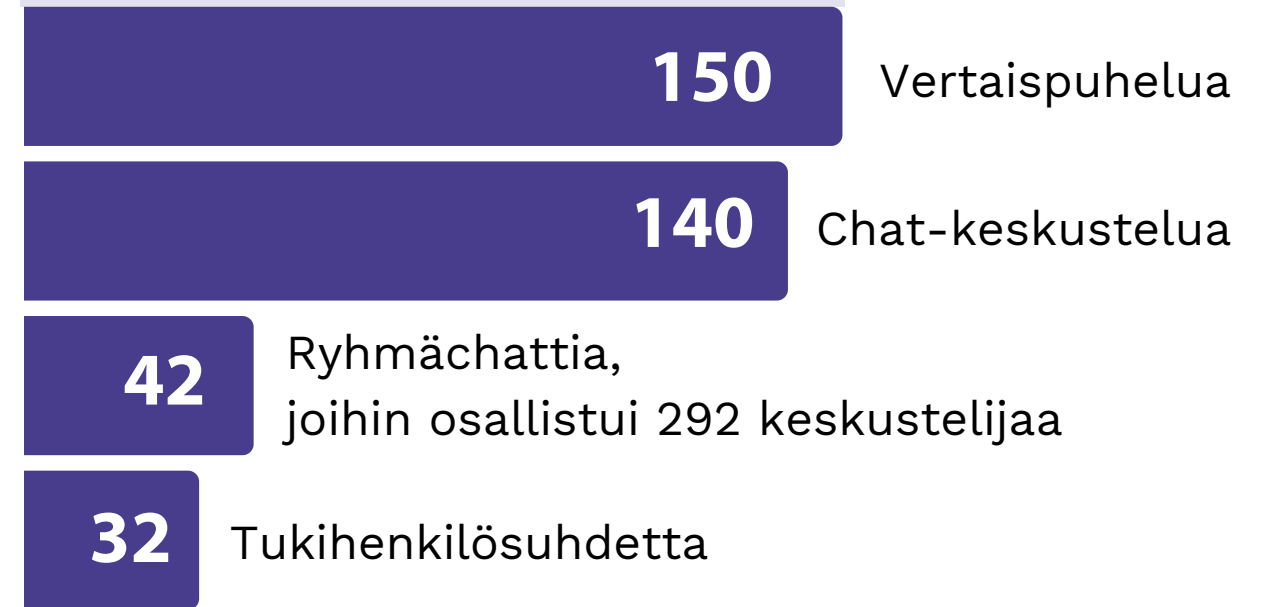 150 Vertaispuhelua
140 Chat-keskustelua
42 Ryhmächattia,
joihin osallistui 292 keskustelijaa
32 Tukihenkilösuhdetta